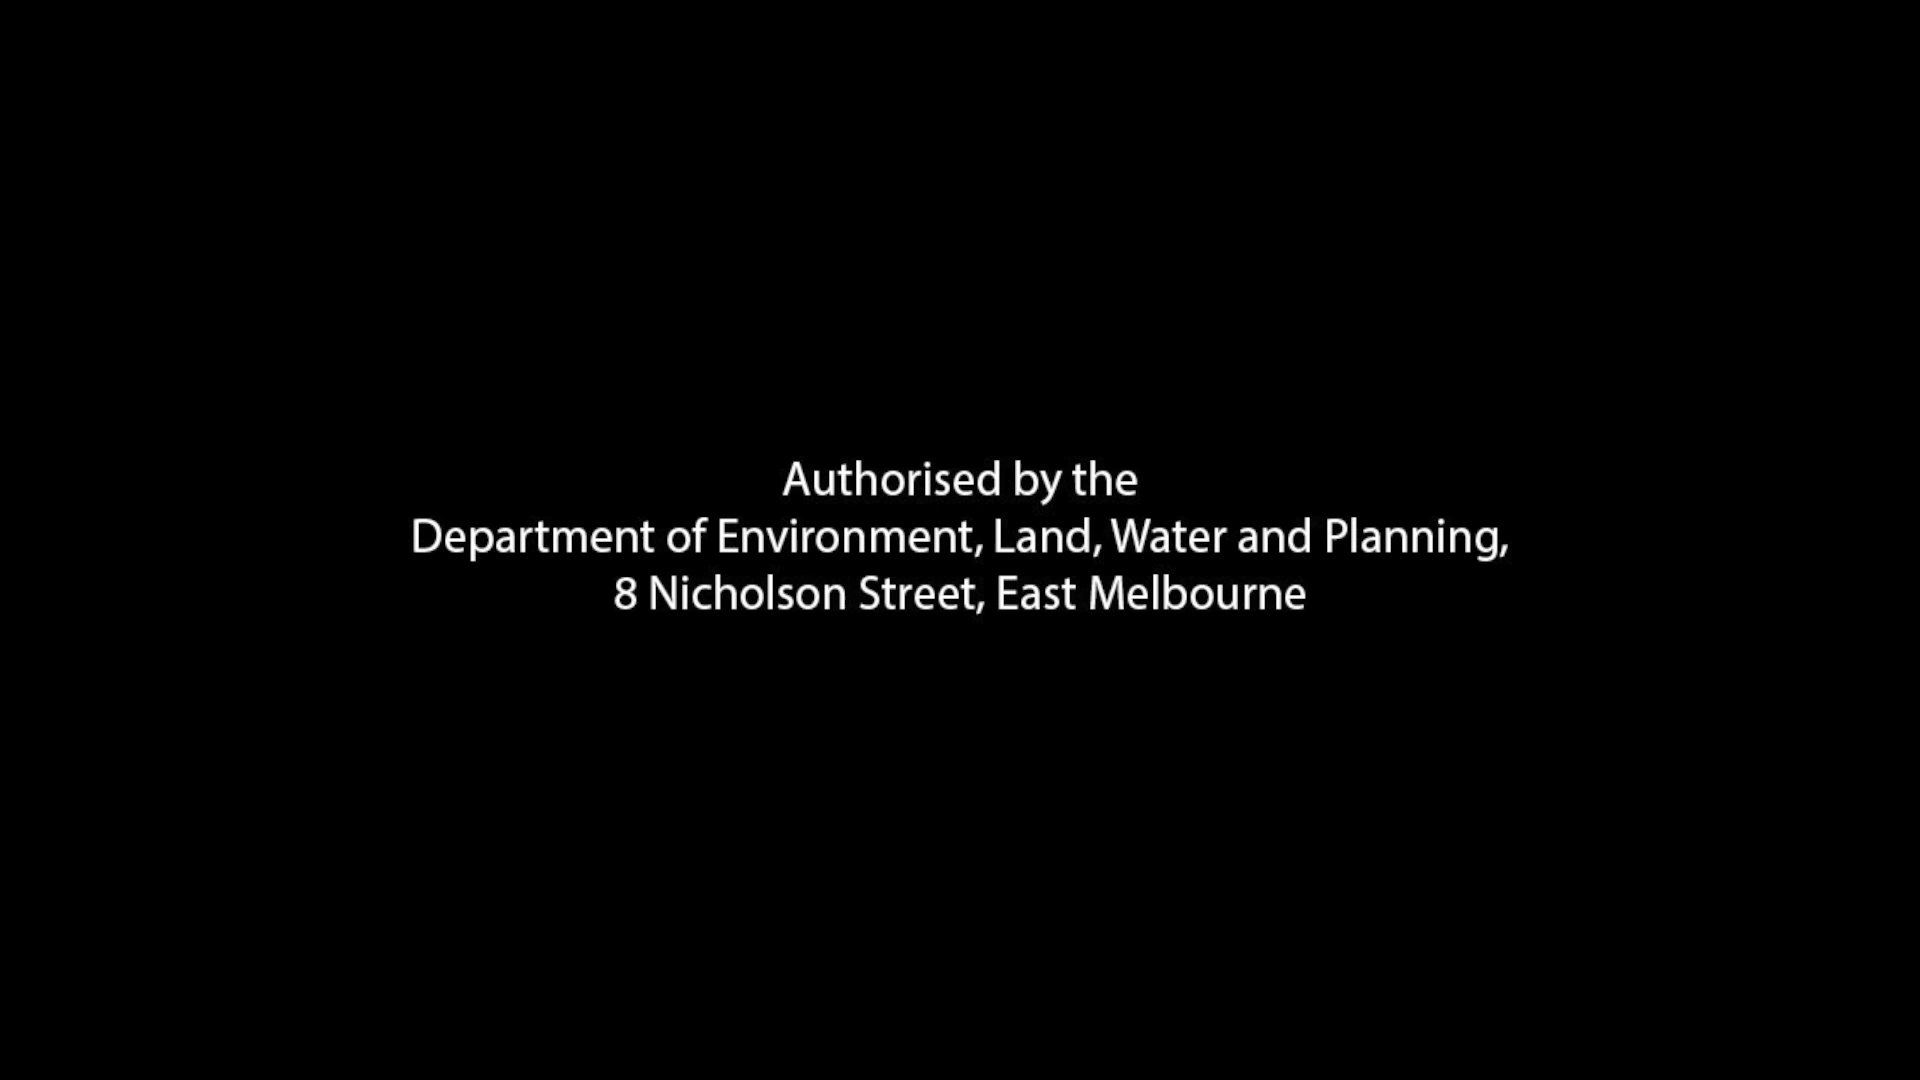 Authorised by the
Department of Environment, Land, Water and Planning,
8 Nicholson Street, East Melbourne